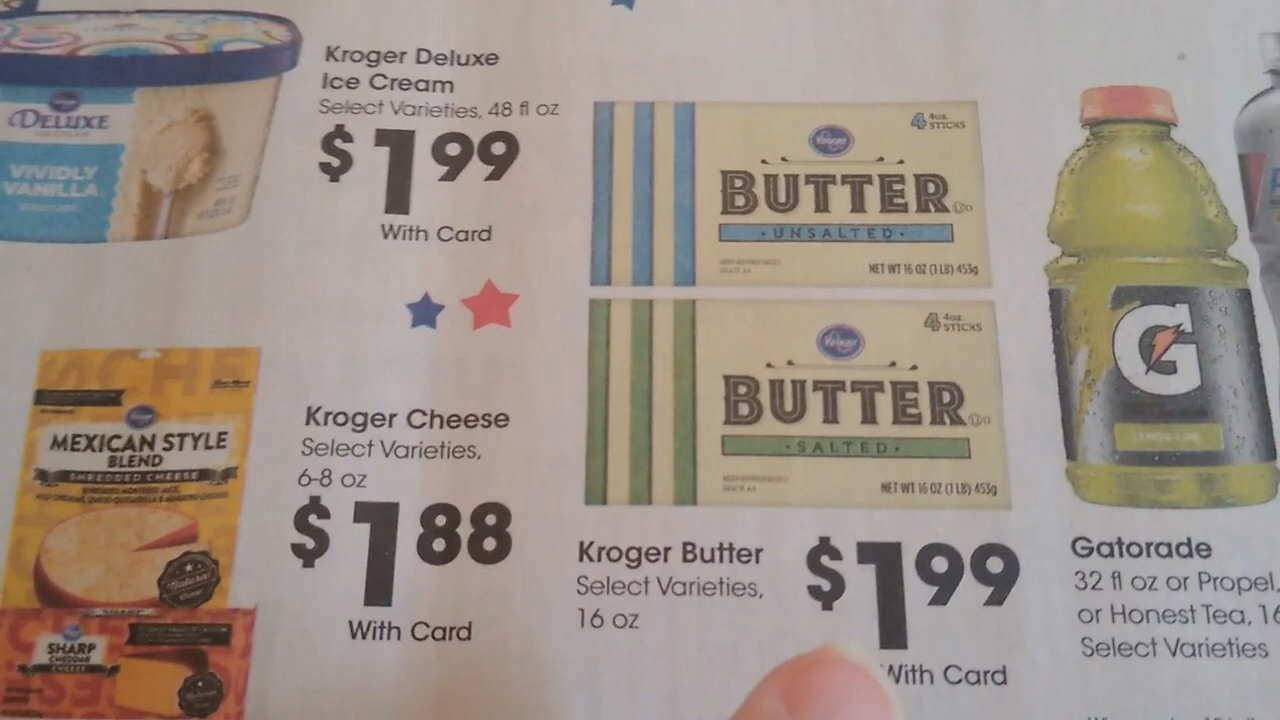 Kroger Deluxe
Ice Cream
Select Varieties, 48 fl oz
$1 99
With Card
DELUXE
VIVIDLY
VANILLA
Kroger
4 4oz. STICKS
BUTTER
·UNSALTED·
NET WT 16 OZ (1 LB) 453g
Kroger
4 4oz. STICKS
BUTTER
·SALTED·
NET WT 16 OZ (1 LB) 453g
Kroger Butter
Select Varieties,
16 oz
$1 99
With Card
MEXICAN STYLE
BLEND
SHREDDED CHEESE
Natural
SHARP
CHEDDAR
CHEESE
Kroger Cheese
Select Varieties,
6-8 oz
$1 88
With Card
G
LEMON-LIME
Gatorade
32 fl oz or Propel,
or Honest Tea, 16
Select Varieties